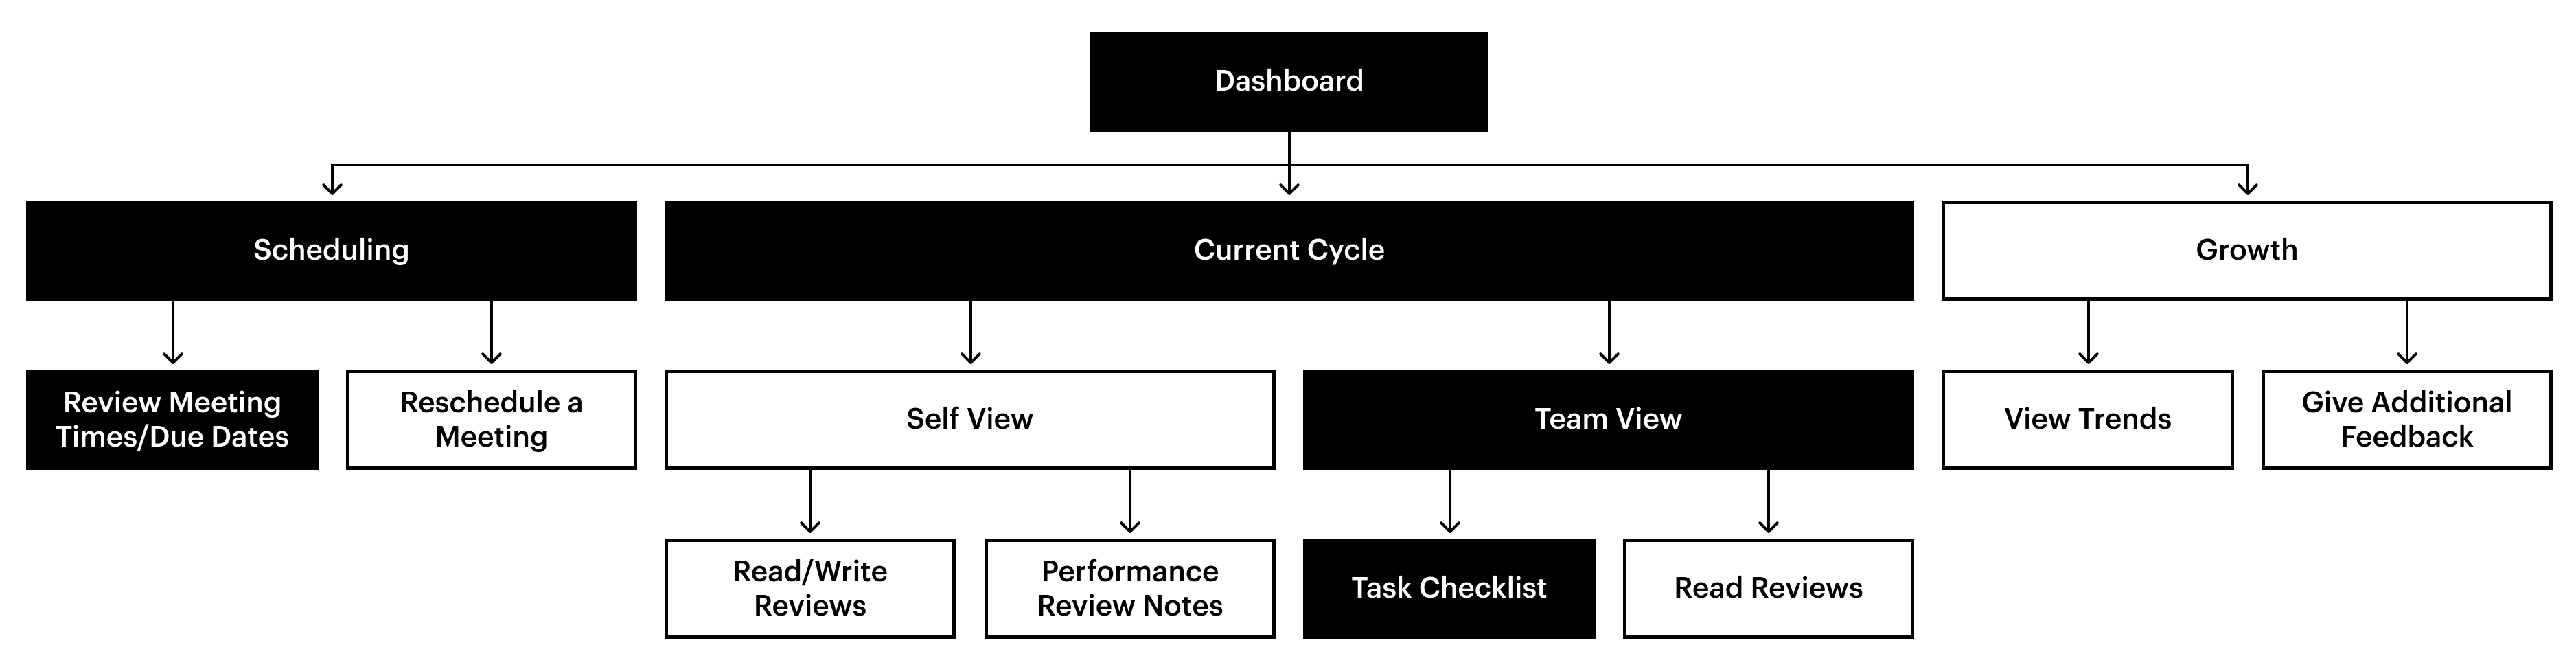 Dashboard
Scheduling
Current Cycle
Growth
Review Meeting
Times/Due Dates
Reschedule a
Meeting
Self View
Team View
View Trends
Give Additional
Feedback
Read/Write
Reviews
Performance
Review Notes
Task Checklist
Read Reviews